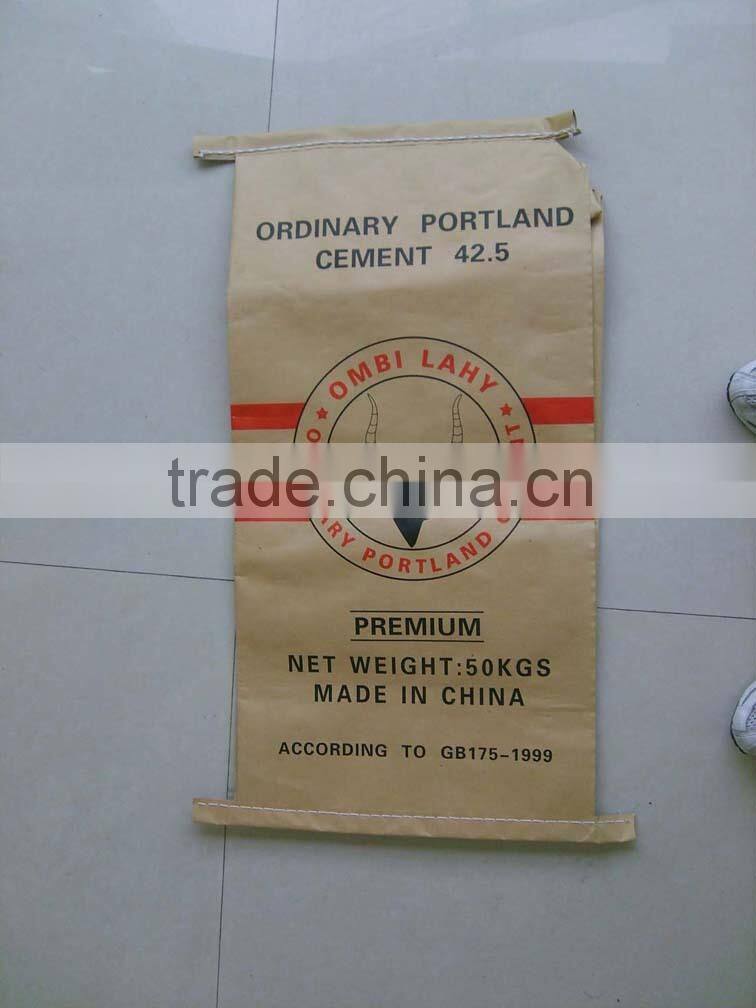 ORDINARY PORTLAND
CEMENT 42.5
OMBI LAHY
trade.china.cn
PORTLAND
PREMIUM
NET WEIGHT:50KGS
MADE IN CHINA
ACCORDING TO GB175-1999